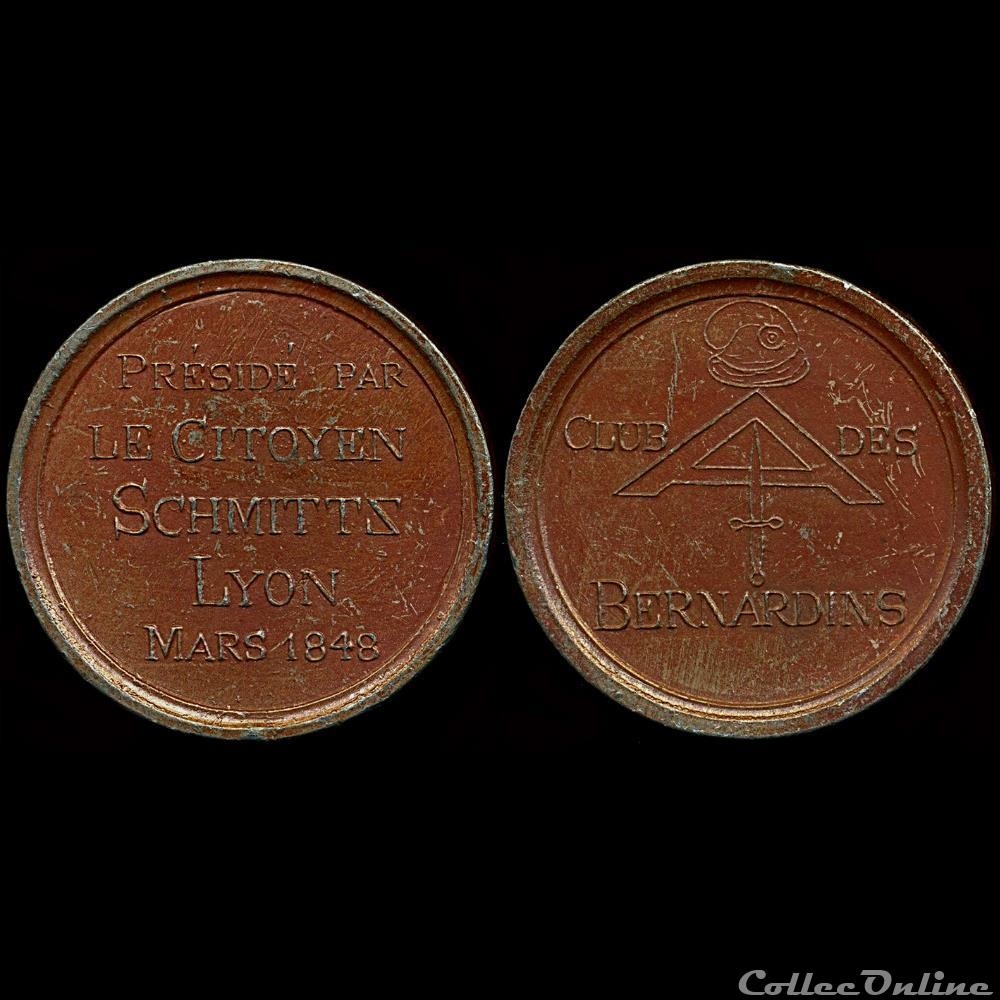 PRÉSIDÉ PAR
LE CITOYEN
SCHMITTZ
LYON
MARS 1848
CLUB DES
BERNARDINS
CollecOnline